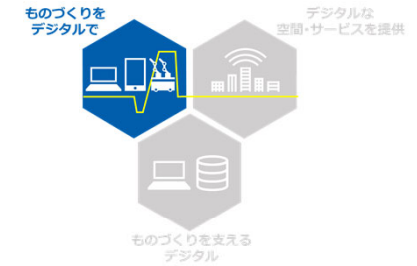 ものづくりを
デジタルで
デジタルな
空間・サービスを提供
ものづくりを支える
デジタル